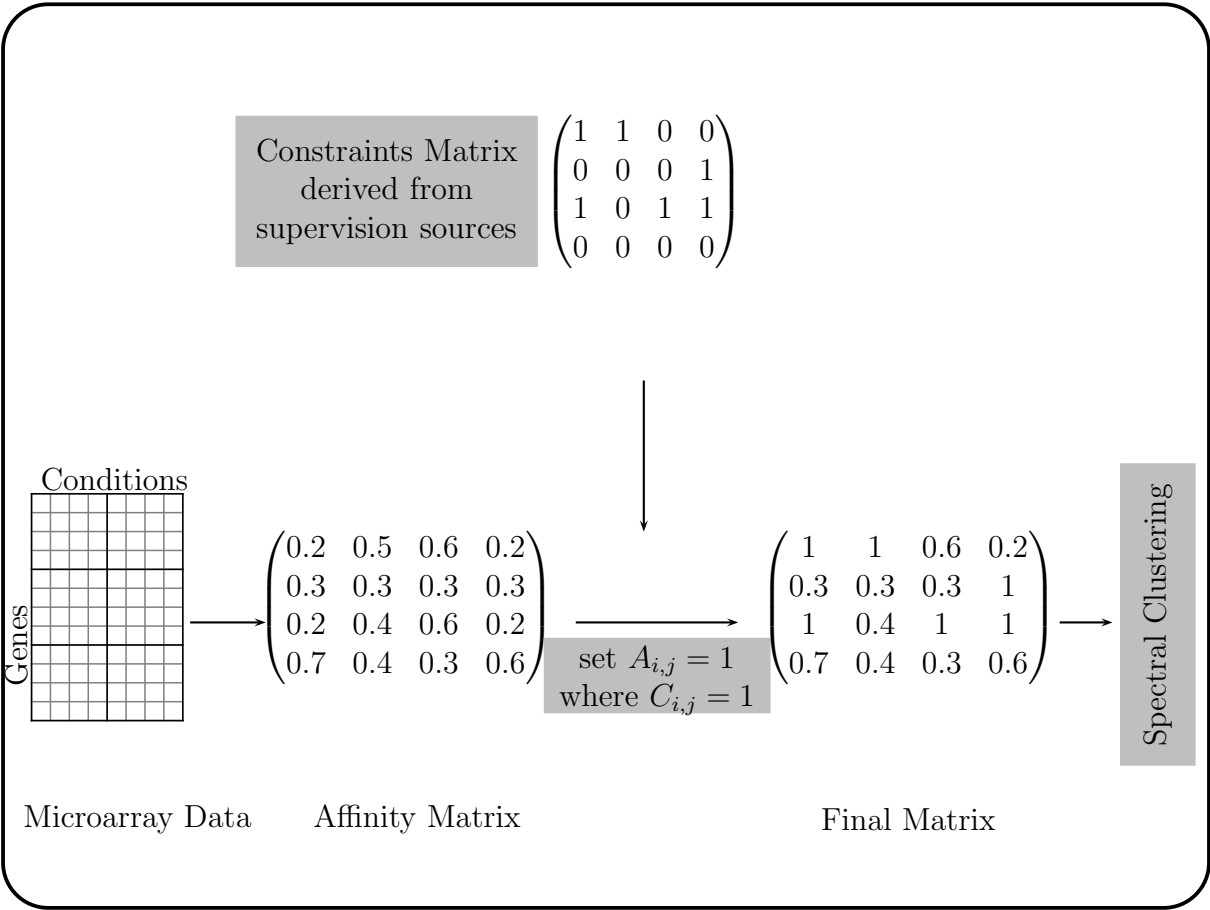 Constraints Matrix
derived from
supervision sources
1 1 0 0
0 0 0 1
1 0 1 1
0 0 0 0
Conditions
Genes
0.2 0.5 0.6 0.2
0.3 0.3 0.3 0.3
0.2 0.4 0.6 0.2
0.7 0.4 0.3 0.6
set A_{i,j} = 1
where C_{i,j} = 1
1 1 0.6 0.2
0.3 0.3 0.3 1
1 0.4 1 1
0.7 0.4 0.3 0.6
Spectral Clustering
Microarray Data
Affinity Matrix
Final Matrix